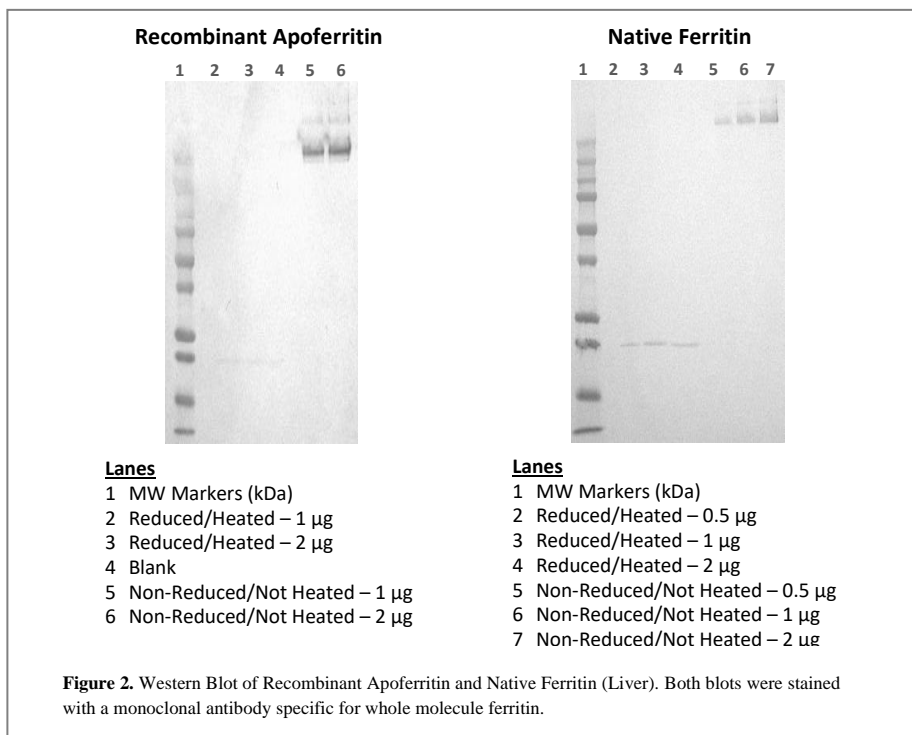 Recombinant Apoferritin
1 2 3 4 5 6
Lanes
1 MW Markers (kDa)
2 Reduced/Heated – 1 µg
3 Reduced/Heated – 2 µg
4 Blank
5 Non-Reduced/Not Heated – 1 µg
6 Non-Reduced/Not Heated – 2 µg
Native Ferritin
1 2 3 4 5 6 7
Lanes
1 MW Markers (kDa)
2 Reduced/Heated – 0.5 µg
3 Reduced/Heated – 1 µg
4 Reduced/Heated – 2 µg
5 Non-Reduced/Not Heated – 0.5 µg
6 Non-Reduced/Not Heated – 1 µg
7 Non-Reduced/Not Heated – 2 µg
Figure 2. Western Blot of Recombinant Apoferritin and Native Ferritin (Liver). Both blots were stained
with a monoclonal antibody specific for whole molecule ferritin.